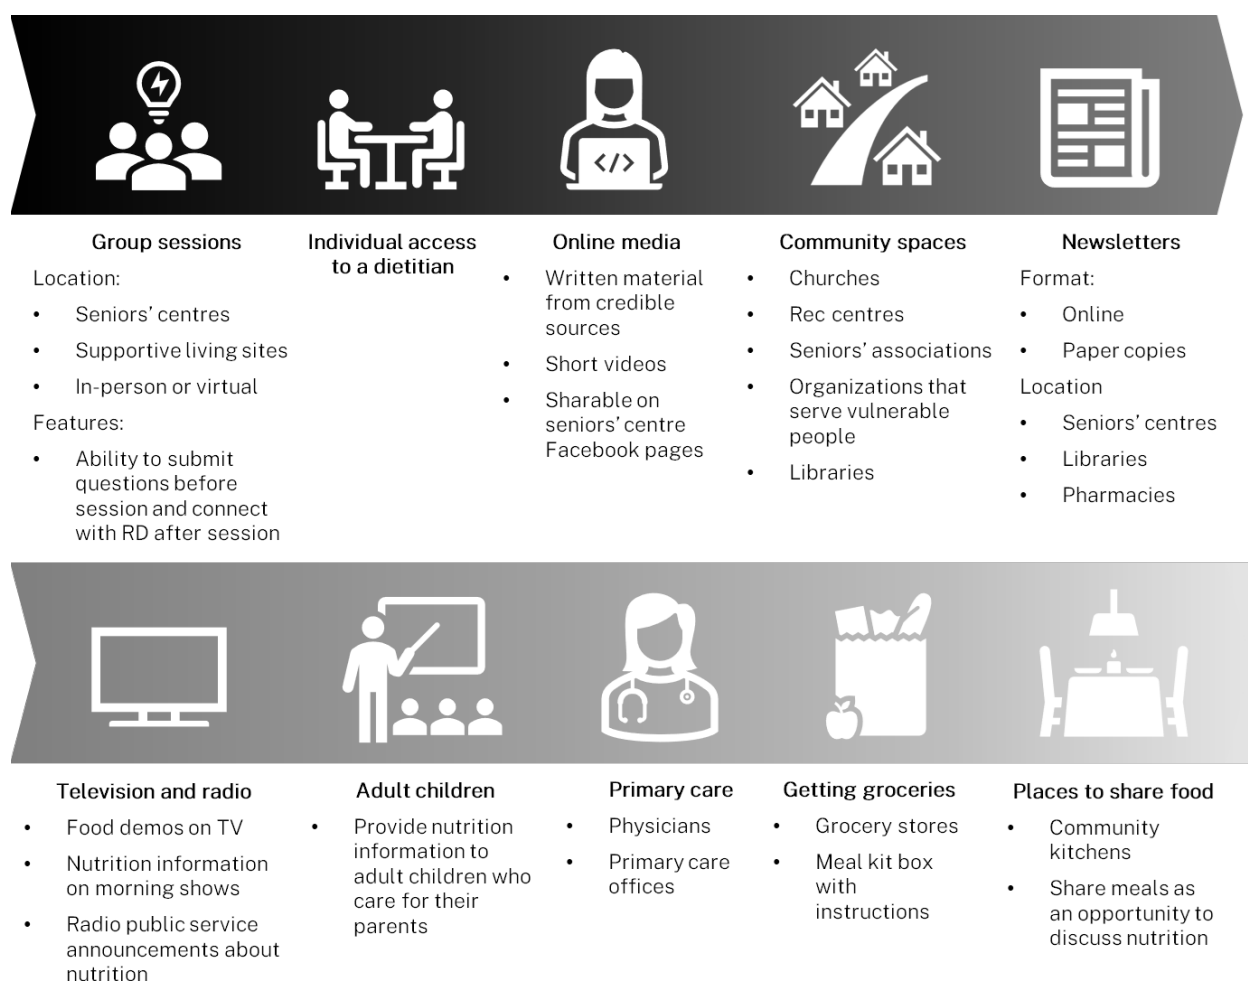 </>
Group sessions
Location:
• Seniors' centres
• Supportive living sites
• In-person or virtual
Features:
• Ability to submit
questions before
session and connect
with RD after session
Individual access
to a dietitian
Online media
• Written material
from credible
sources
• Short videos
• Sharable on
seniors' centre
Facebook pages
Community spaces
• Churches
• Rec centres
• Seniors' associations
• Organizations that
serve vulnerable
people
• Libraries
Newsletters
Format:
• Online
• Paper copies
Location
• Seniors' centres
• Libraries
• Pharmacies
Television and radio
• Food demos on TV
• Nutrition information
on morning shows
• Radio public service
announcements about
nutrition
Adult children
• Provide nutrition
information to
adult children who
care for their
parents
Primary care
• Physicians
• Primary care
offices
Getting groceries
• Grocery stores
• Meal kit box
with
instructions
Places to share food
• Community
kitchens
• Share meals as
an opportunity to
discuss nutrition